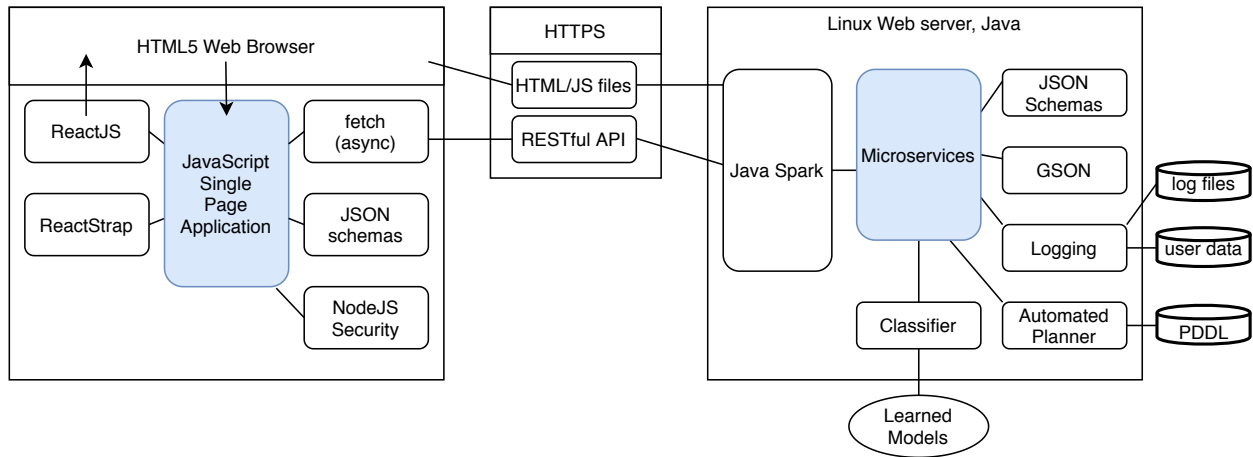 HTML5 Web Browser
ReactJS
ReactStrap
JavaScript
Single
Page
Application
fetch
(async)
JSON
schemas
NodeJS
Security
HTTPS
HTML/JS files
RESTful API
Linux Web server, Java
Java Spark
Microservices
JSON
Schemas
GSON
Logging
Classifier
Automated
Planner
Learned
Models
log files
user data
PDDL